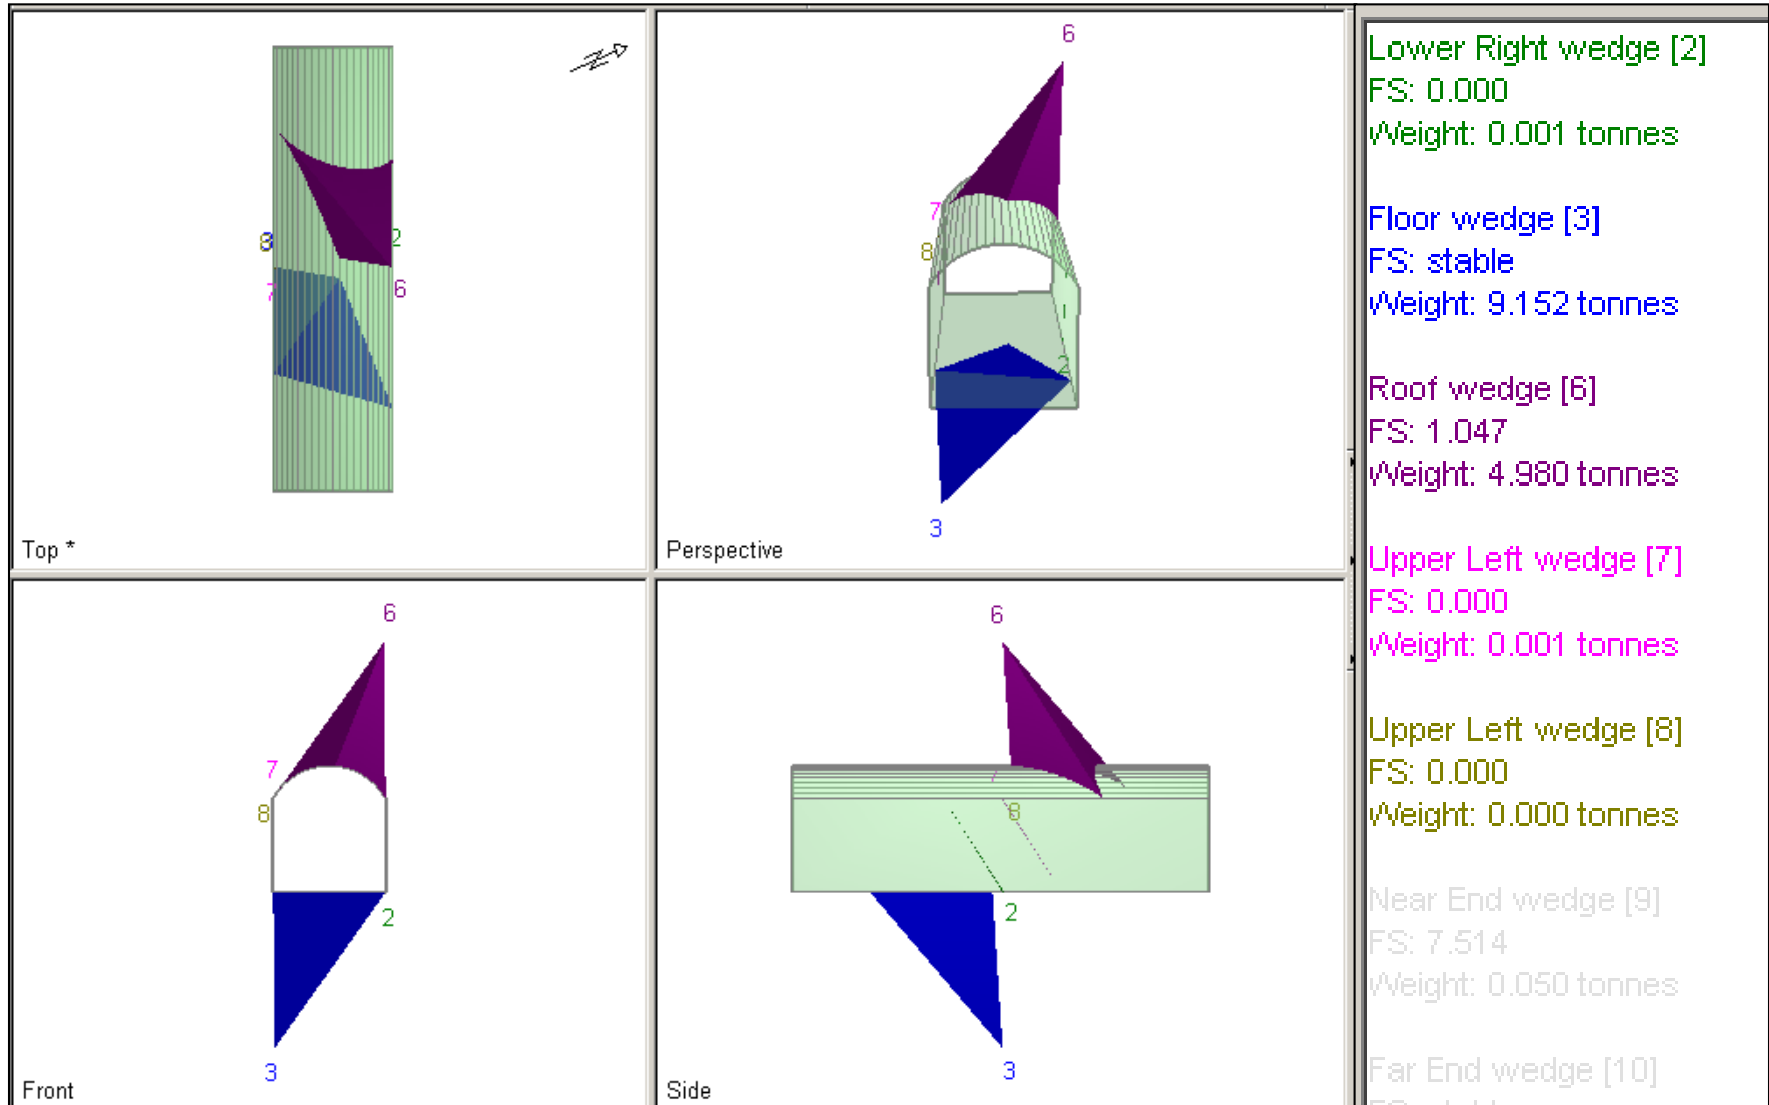 Top *
8
3
7
2
6
Perspective
6
7
8
1
2
3
Front
6
7
8
2
3
Side
6
8
2
3
Lower Right wedge [2]
FS: 0.000
Weight: 0.001 tonnes
Floor wedge [3]
FS: stable
Weight: 9.152 tonnes
Roof wedge [6]
FS: 1.047
Weight: 4.980 tonnes
Upper Left wedge [7]
FS: 0.000
Weight: 0.001 tonnes
Upper Left wedge [8]
FS: 0.000
Weight: 0.000 tonnes
Near End wedge [9]
FS: 7.514
Weight: 0.050 tonnes
Far End wedge [10]